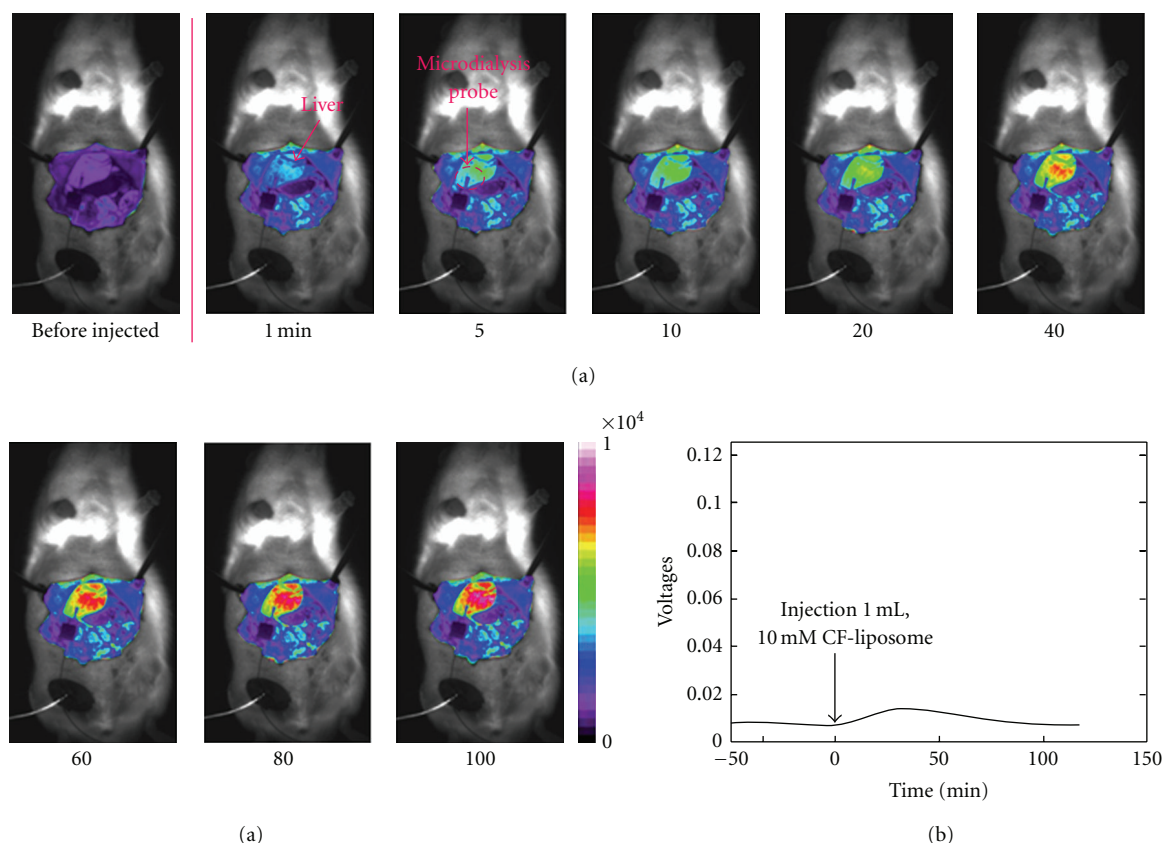 Microdialysis
probe
Liver
Before injected
1 min
5
10
20
40
(a)
×10⁴
1
0
60
80
100
(a)
0.12
0.1
0.08
0.06
0.04
0.02
0
Voltages
Injection 1 mL,
10 mM CF-liposome
−50
0
50
100
150
Time (min)
(b)